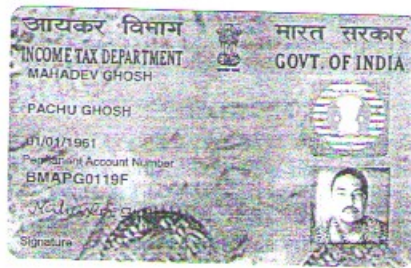 आयकर विभाग
भारत सरकार
INCOME TAX DEPARTMENT
GOVT. OF INDIA
MAHADEV GHOSH
PACHU GHOSH
01/01/1961
Permanent Account Number
BMAPG0119F
Signature